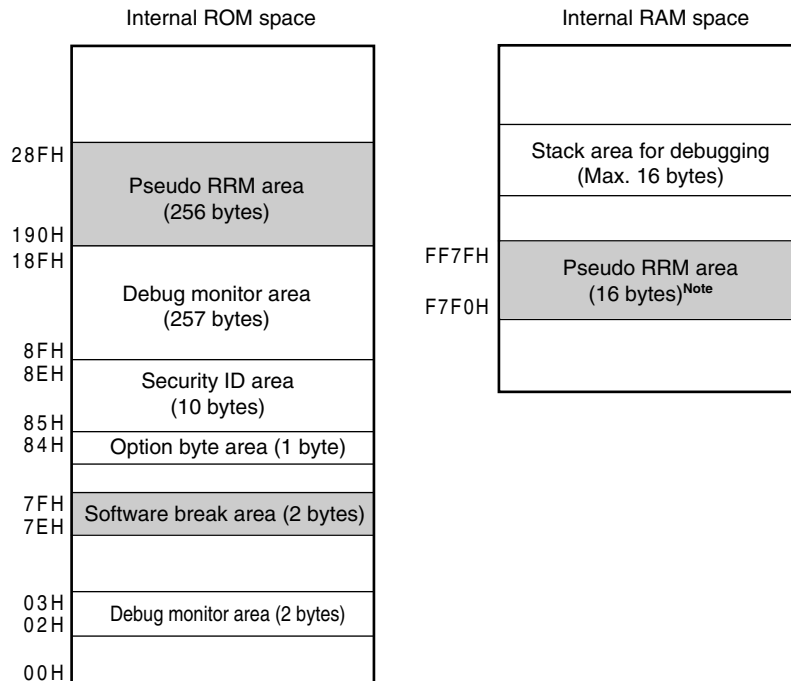 Internal ROM space
28FH
Pseudo RRM area
(256 bytes)
190H
18FH
Debug monitor area
(257 bytes)
8FH
8EH
Security ID area
(10 bytes)
85H
84H
Option byte area (1 byte)
7FH
Software break area (2 bytes)
7EH
03H
Debug monitor area (2 bytes)
02H
00H
Internal RAM space
Stack area for debugging
(Max. 16 bytes)
FF7FH
Pseudo RRM area
(16 bytes)Note
F7F0H